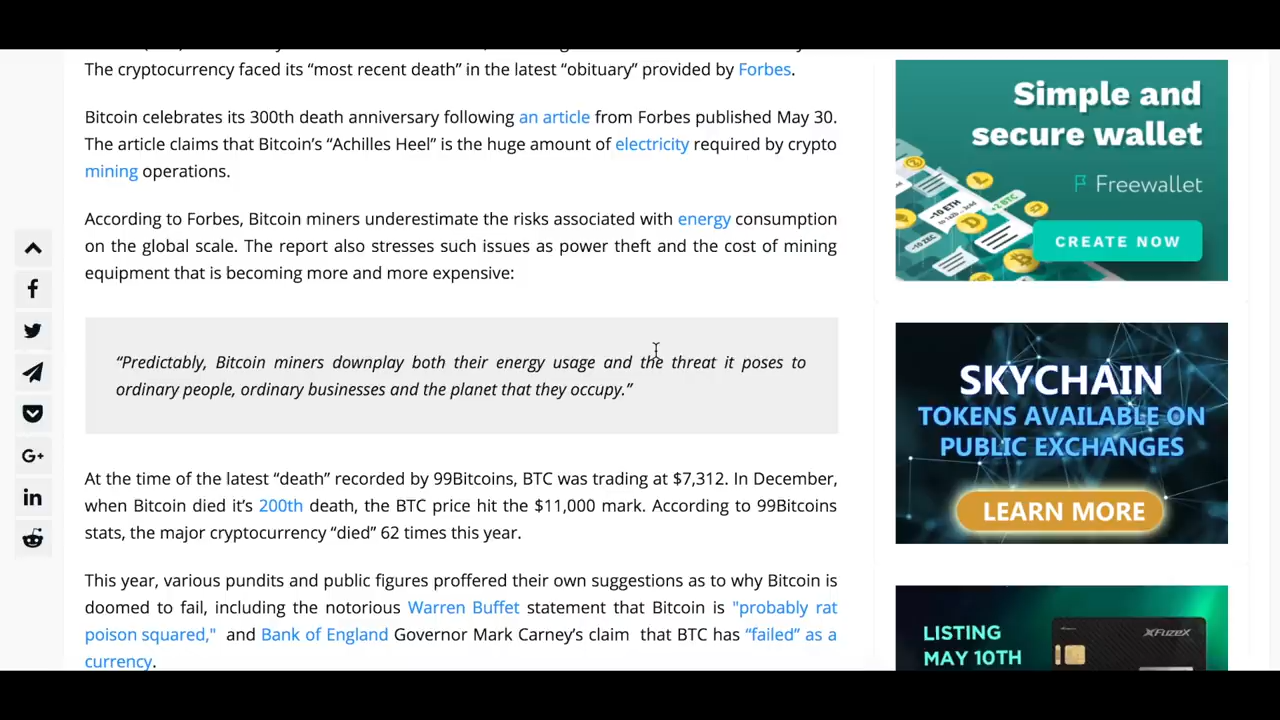 The cryptocurrency faced its “most recent death” in the latest “obituary” provided by Forbes.
Bitcoin celebrates its 300th death anniversary following an article from Forbes published May 30.
The article claims that Bitcoin’s “Achilles Heel” is the huge amount of electricity required by crypto
mining operations.
According to Forbes, Bitcoin miners underestimate the risks associated with energy consumption
on the global scale. The report also stresses such issues as power theft and the cost of mining
equipment that is becoming more and more expensive:
“Predictably, Bitcoin miners downplay both their energy usage and the threat it poses to
ordinary people, ordinary businesses and the planet that they occupy.”
At the time of the latest “death” recorded by 99Bitcoins, BTC was trading at $7,312. In December,
when Bitcoin died it’s 200th death, the BTC price hit the $11,000 mark. According to 99Bitcoins
stats, the major cryptocurrency “died” 62 times this year.
This year, various pundits and public figures proffered their own suggestions as to why Bitcoin is
doomed to fail, including the notorious Warren Buffet statement that Bitcoin is "probably rat
poison squared," and Bank of England Governor Mark Carney’s claim that BTC has “failed” as a
currency.
Simple and
secure wallet
Freewallet
CREATE NOW
~10 ETH
+2 BTC
~10 ZEC
SKYCHAIN
TOKENS AVAILABLE ON
PUBLIC EXCHANGES
LEARN MORE
LISTING
MAY 10TH
XFUZEX